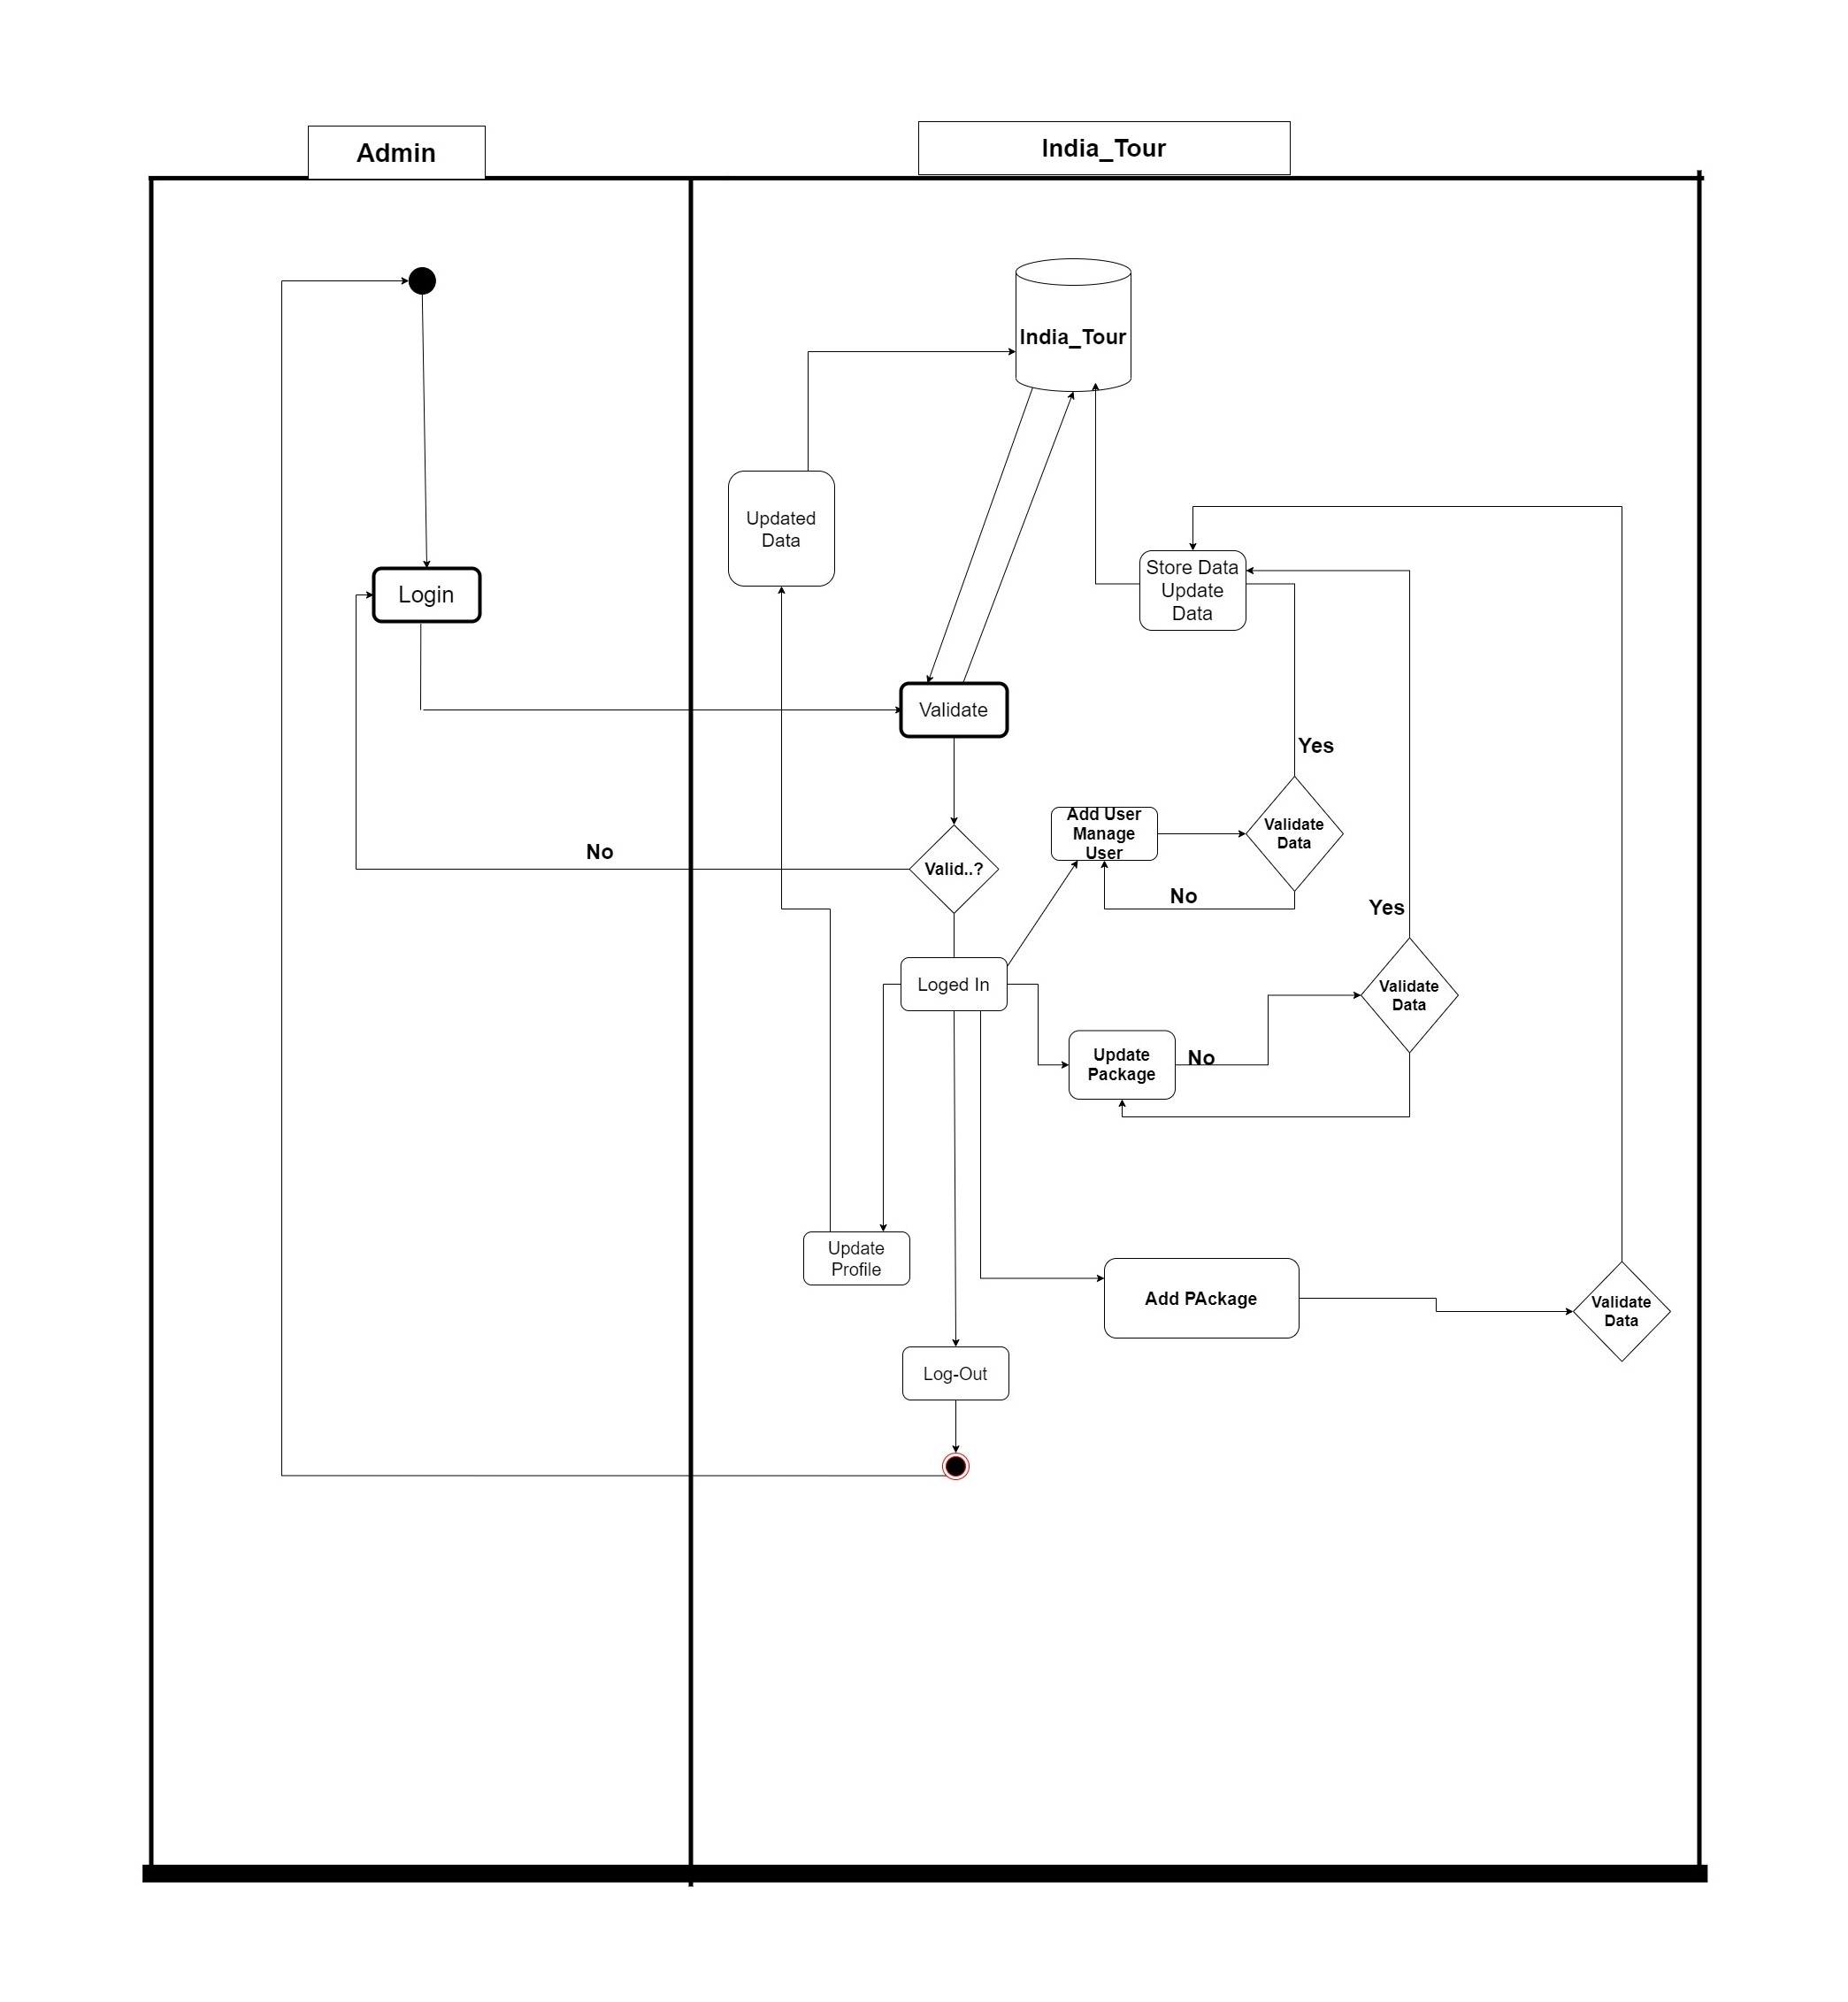 Admin
India_Tour
India_Tour
Updated
Data
Store Data
Update
Data
Login
Validate
Yes
Add User
Manage
User
Validate
Data
No
Valid..?
No
Yes
Loged In
Validate
Data
Update
Package
No
Update
Profile
Add PAckage
Validate
Data
Log-Out